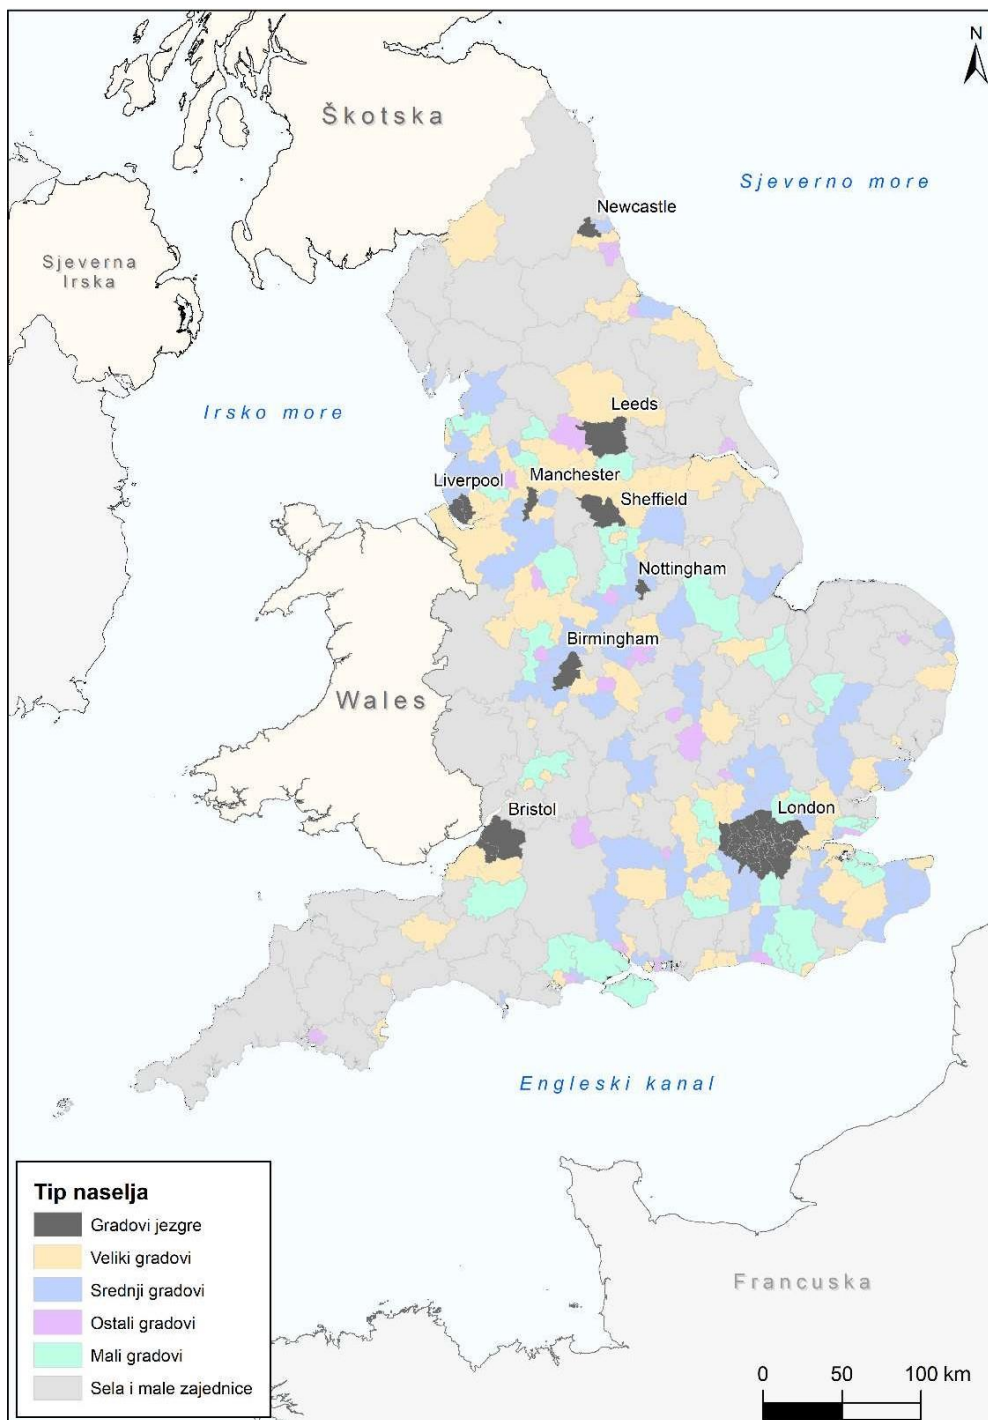 N
Škotska
Sjeverno more
Newcastle
Sjeverna
Irska
Irsko more
Leeds
Manchester
Liverpool
Sheffield
Nottingham
Birmingham
Wales
Bristol
London
Engleski kanal
Francuska
Tip naselja
Gradovi jezgre
Veliki gradovi
Srednji gradovi
Ostali gradovi
Mali gradovi
Sela i male zajednice
0 50 100 km